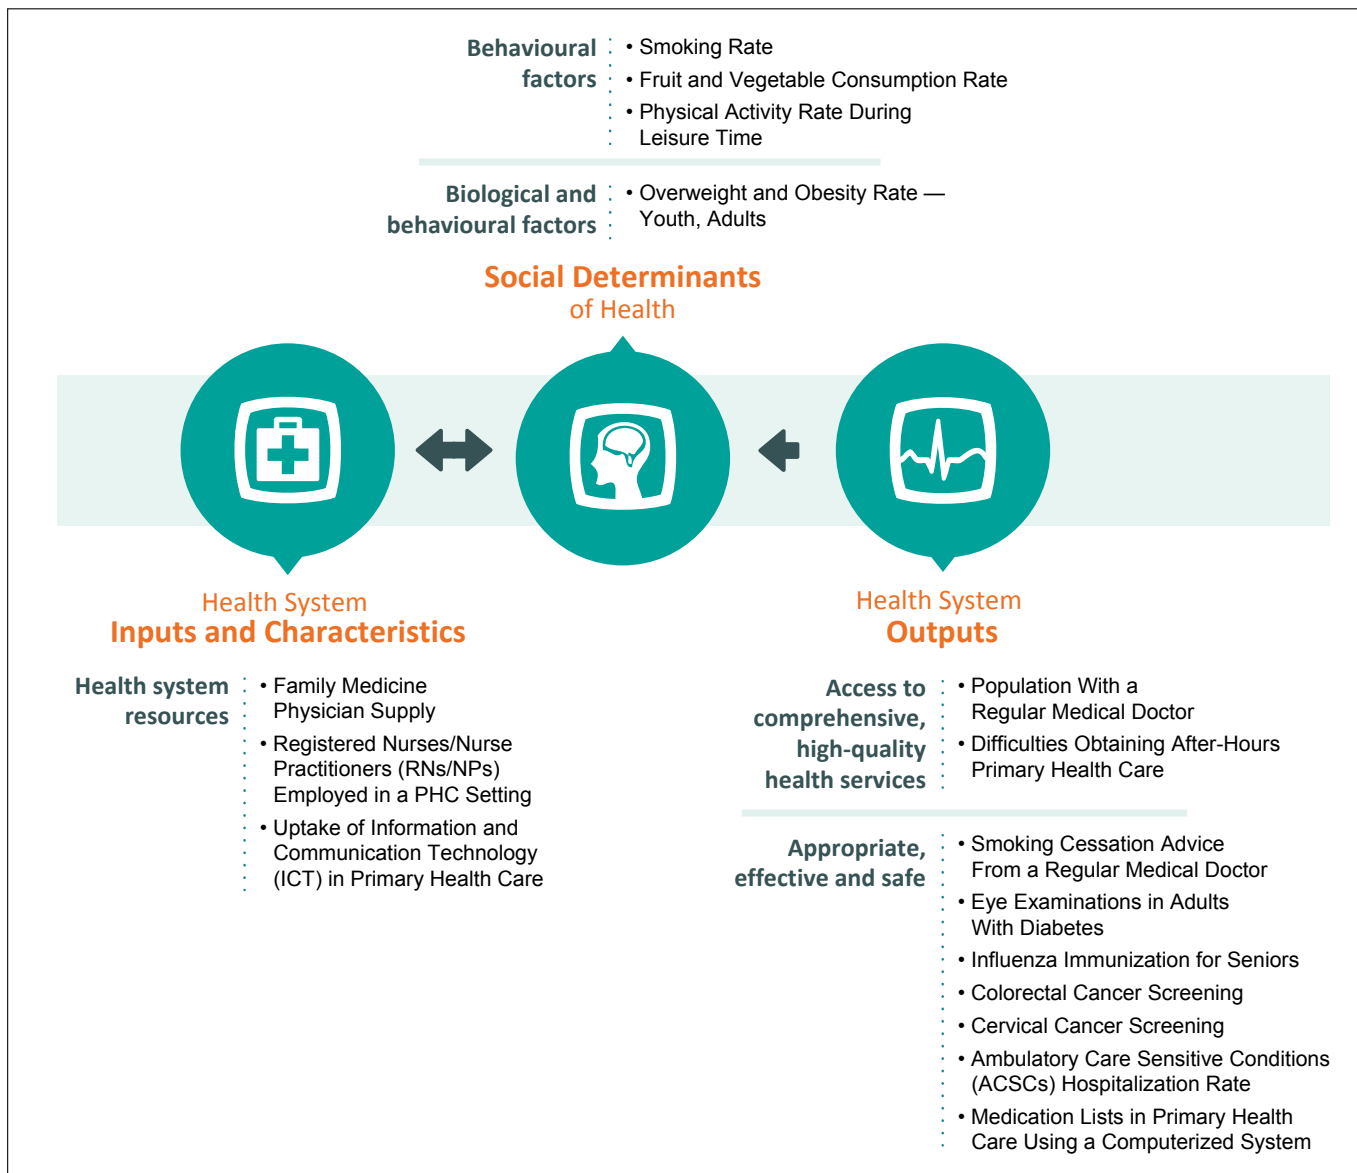 Behavioural
factors
• Smoking Rate
• Fruit and Vegetable Consumption Rate
• Physical Activity Rate During
Leisure Time
Biological and
behavioural factors
• Overweight and Obesity Rate —
Youth, Adults
Social Determinants
of Health
Health System
Inputs and Characteristics
Health system
resources
• Family Medicine
Physician Supply
• Registered Nurses/Nurse
Practitioners (RNs/NPs)
Employed in a PHC Setting
• Uptake of Information and
Communication Technology
(ICT) in Primary Health Care
Health System
Outputs
Access to
comprehensive,
high-quality
health services
• Population With a
Regular Medical Doctor
• Difficulties Obtaining After-Hours
Primary Health Care
Appropriate,
effective and safe
• Smoking Cessation Advice
From a Regular Medical Doctor
• Eye Examinations in Adults
With Diabetes
• Influenza Immunization for Seniors
• Colorectal Cancer Screening
• Cervical Cancer Screening
• Ambulatory Care Sensitive Conditions
(ACSCs) Hospitalization Rate
• Medication Lists in Primary Health
Care Using a Computerized System